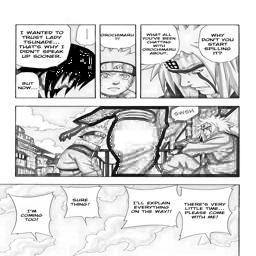 WHY DON'T
YOU START
SPILLING
IT?
WHAT ALL
YOU'VE BEEN
CHATTING
WITH
OROCHIMARU
ABOUT.
OROCHIMARU
?!
I WANTED TO
TRUST LADY
TSUNADE...
THAT'S WHY I
DIDN'T SPEAK
UP SOONER.
BUT
NOW...
SWSH
THERE'S VERY
LITTLE TIME...
PLEASE COME
WITH ME!
I'LL EXPLAIN
EVERYTHING
ON THE WAY!!
SURE
THING?
I'M
COMING
TOO!